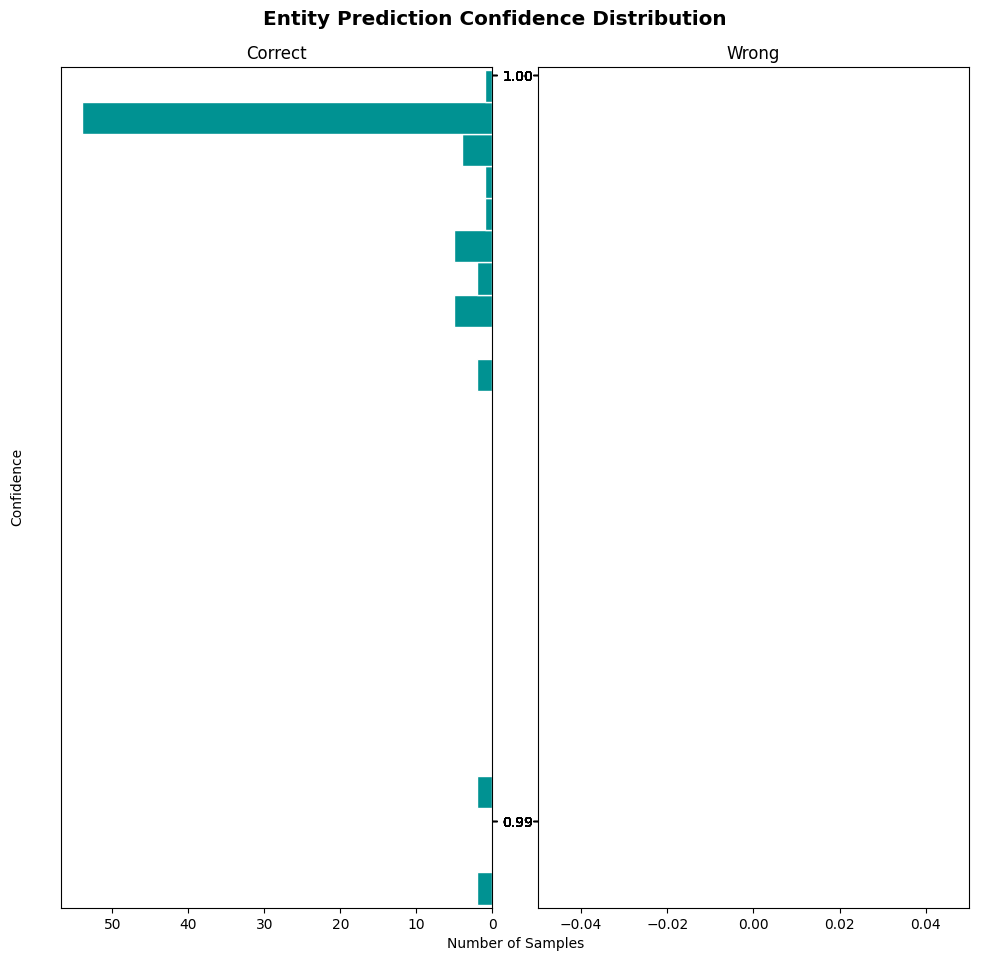 Entity Prediction Confidence Distribution
Correct
Wrong
1.00
Confidence
0.99
50 40 30 20 10 0
−0.04 −0.02 0.00 0.02 0.04
Number of Samples